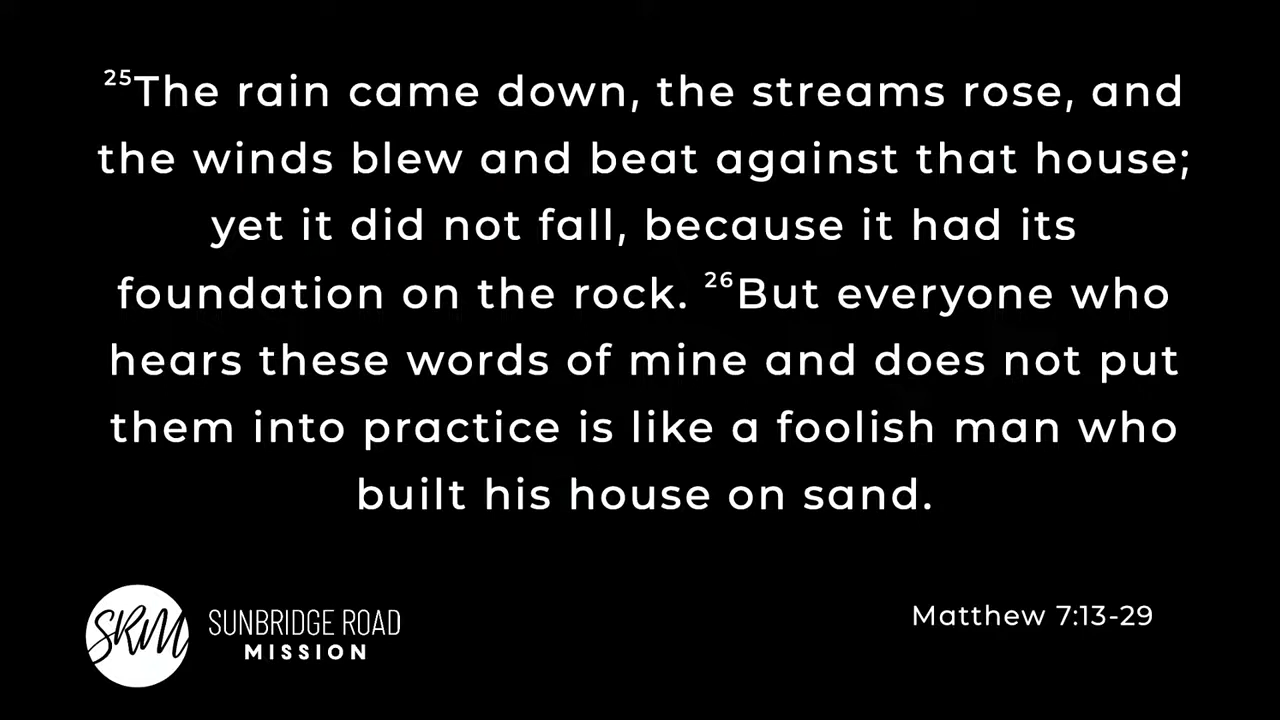 25The rain came down, the streams rose, and
the winds blew and beat against that house;
yet it did not fall, because it had its
foundation on the rock. 26But everyone who
hears these words of mine and does not put
them into practice is like a foolish man who
built his house on sand.
SRM
SUNBRIDGE ROAD
MISSION
Matthew 7:13-29